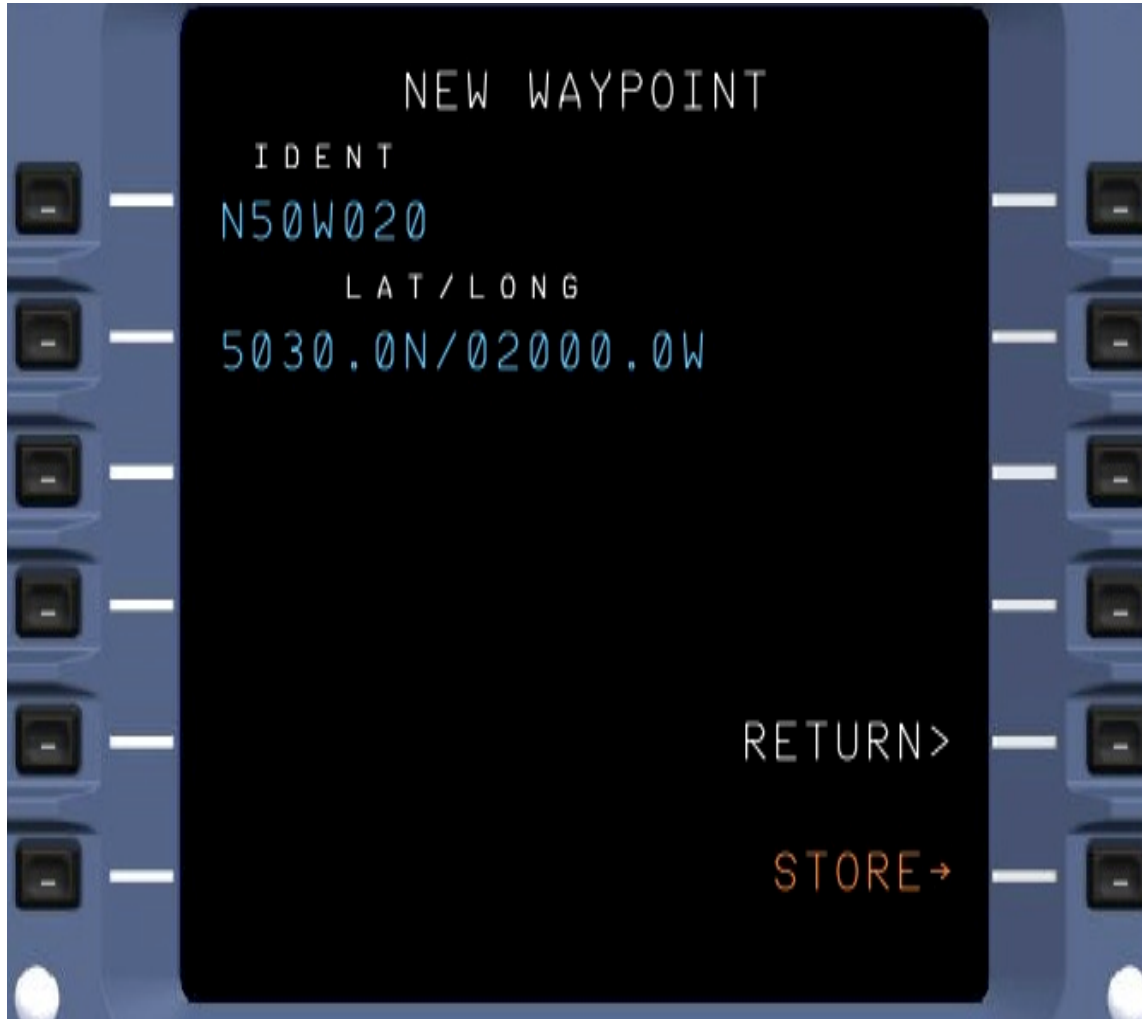 NEW WAYPOINT
IDENT
N50W020
LAT/LONG
5030.0N/02000.0W
RETURN>
STORE→